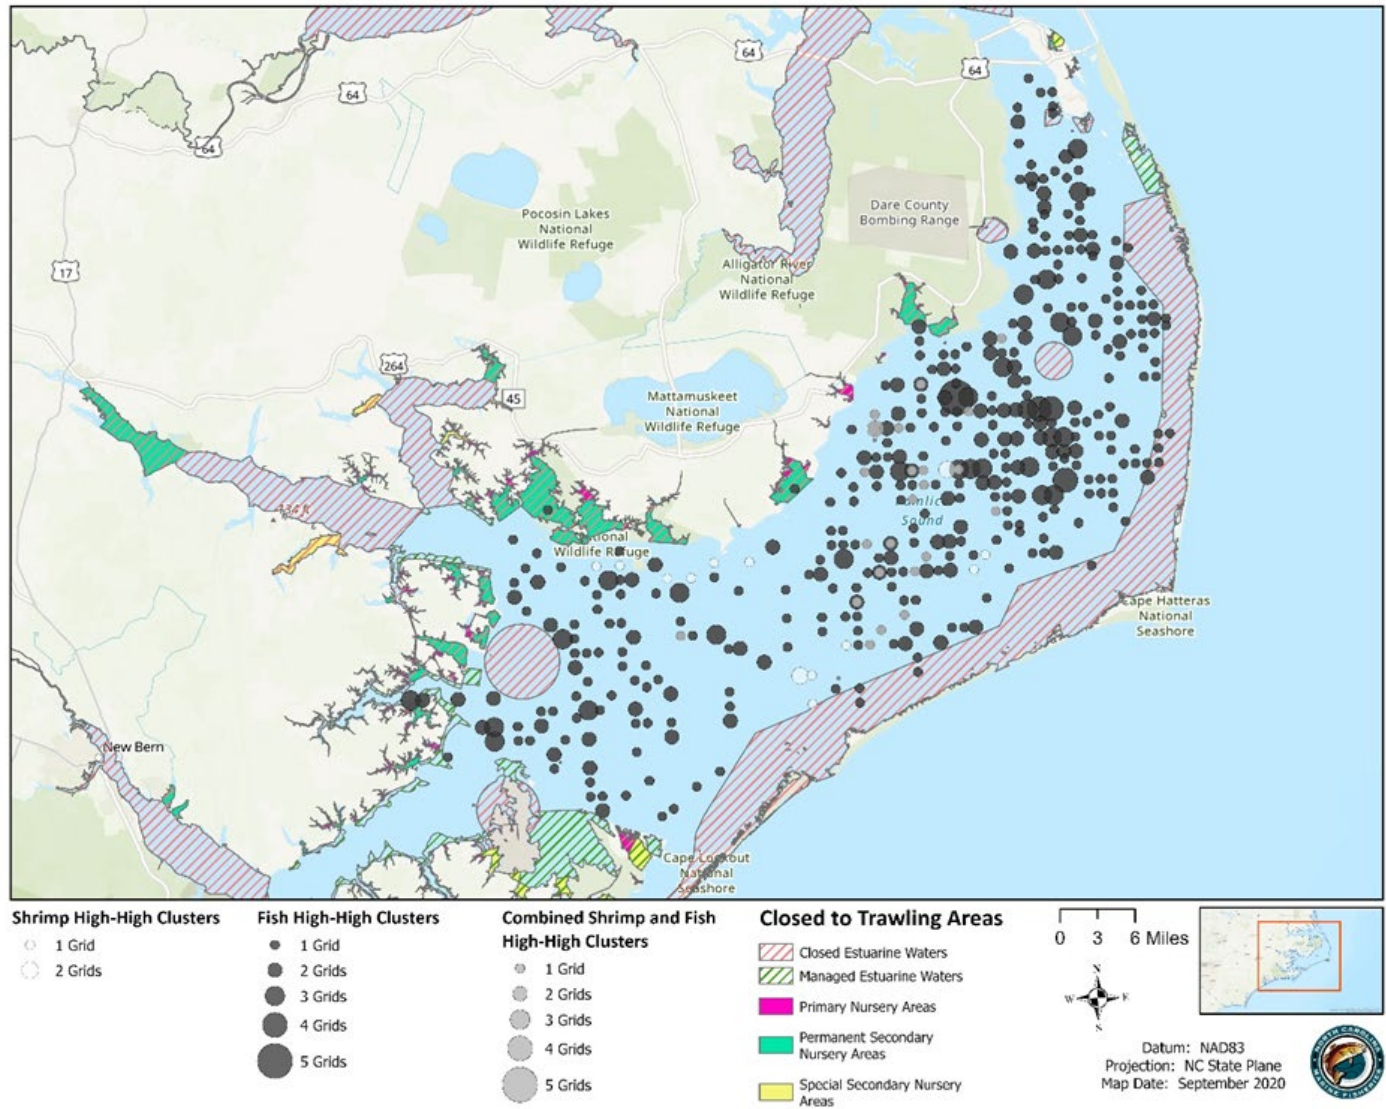 64
64
64
64
Dare County
Bombing Range
Pocosin Lakes
National
Wildlife Refuge
17
Alligator River
National
Wildlife Refuge
264
45
Mattamuskeet
National
Wildlife Refuge
Sound
Wildlife Refuge
Cape Hatteras
National
Seashore
New Bern
Cape Lookout
National
Seashore
Shrimp High-High Clusters
1 Grid
2 Grids
Fish High-High Clusters
1 Grid
2 Grids
3 Grids
4 Grids
5 Grids
Combined Shrimp and Fish
High-High Clusters
1 Grid
2 Grids
3 Grids
4 Grids
5 Grids
Closed to Trawling Areas
Closed Estuarine Waters
Managed Estuarine Waters
Primary Nursery Areas
Permanent Secondary
Nursery Areas
Special Secondary Nursery
Areas
0 3 6 Miles
N
W E
S
Datum: NAD83
Projection: NC State Plane
Map Date: September 2020
NORTH CAROLINA
MARINE FISHERIES